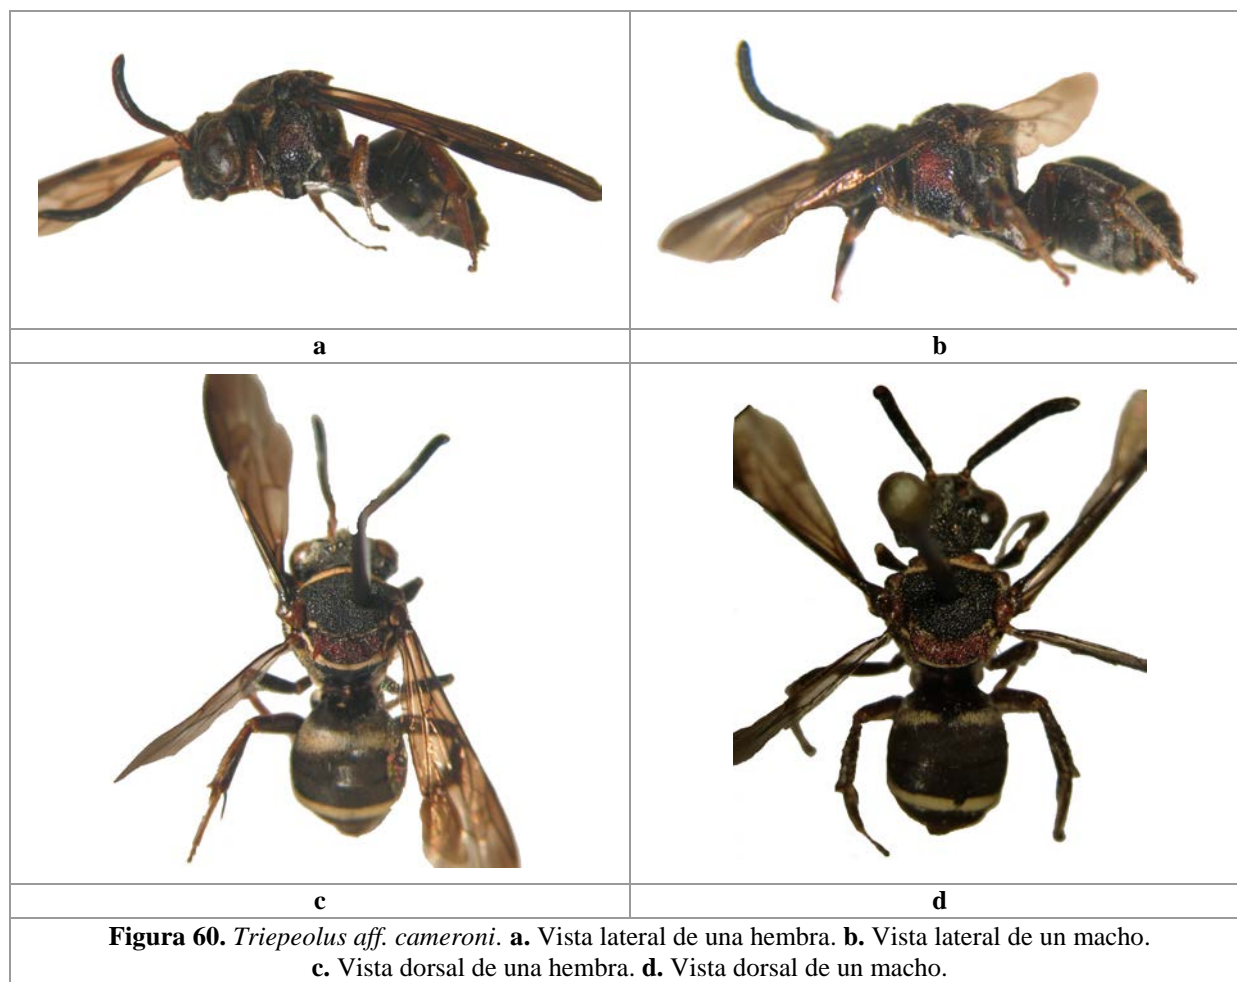 a
b
c
d
Figura 60. Triepeolus aff. cameroni. a. Vista lateral de una hembra. b. Vista lateral de un macho.
c. Vista dorsal de una hembra. d. Vista dorsal de un macho.